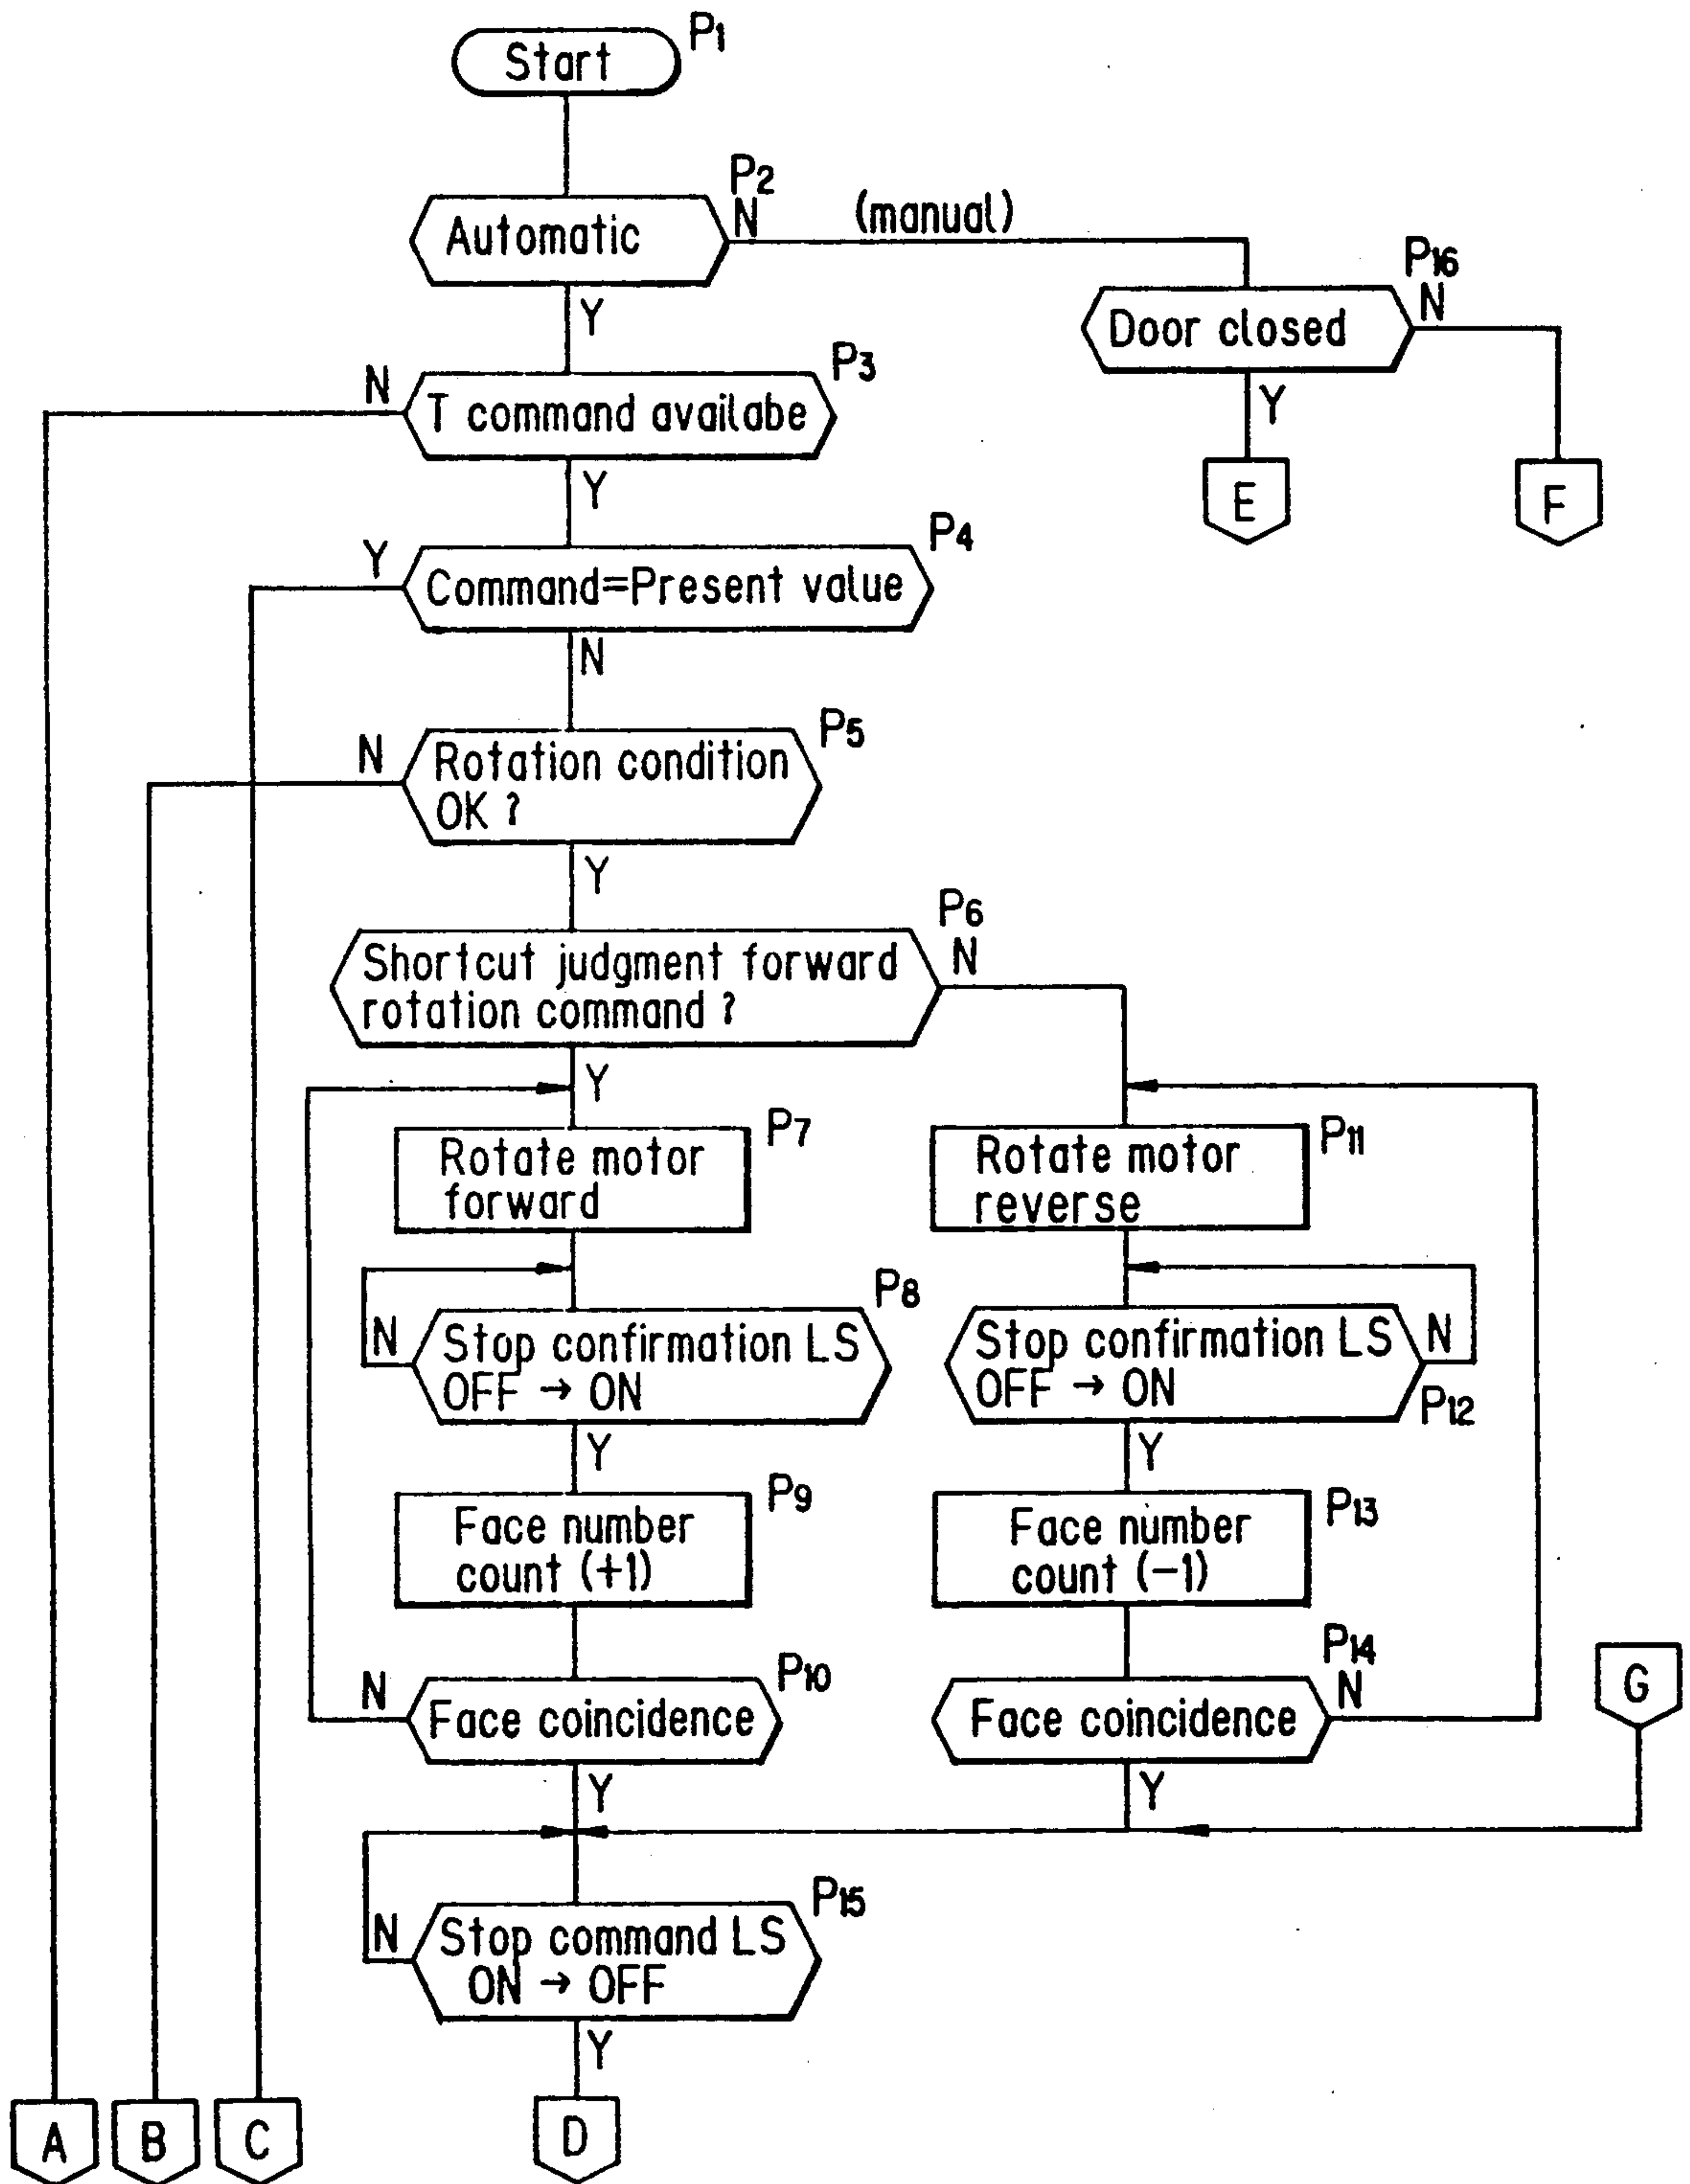 Start
P1
P2
N
(manual)
Automatic
Y
P16
N
Door closed
Y
E
F
P3
N
T command availabe
Y
P4
Y
Command=Present value
N
P5
N
Rotation condition
OK ?
Y
P6
N
Shortcut judgment forward
rotation command ?
Y
P7
Rotate motor
forward
P11
Rotate motor
reverse
P8
N
Stop confirmation LS
OFF → ON
Y
N
Stop confirmation LS
OFF → ON
P12
Y
P9
Face number
count (+1)
P13
Face number
count (−1)
P10
N
Face coincidence
Y
P14
N
Face coincidence
Y
G
P15
N
Stop command LS
ON → OFF
Y
A
B
C
D